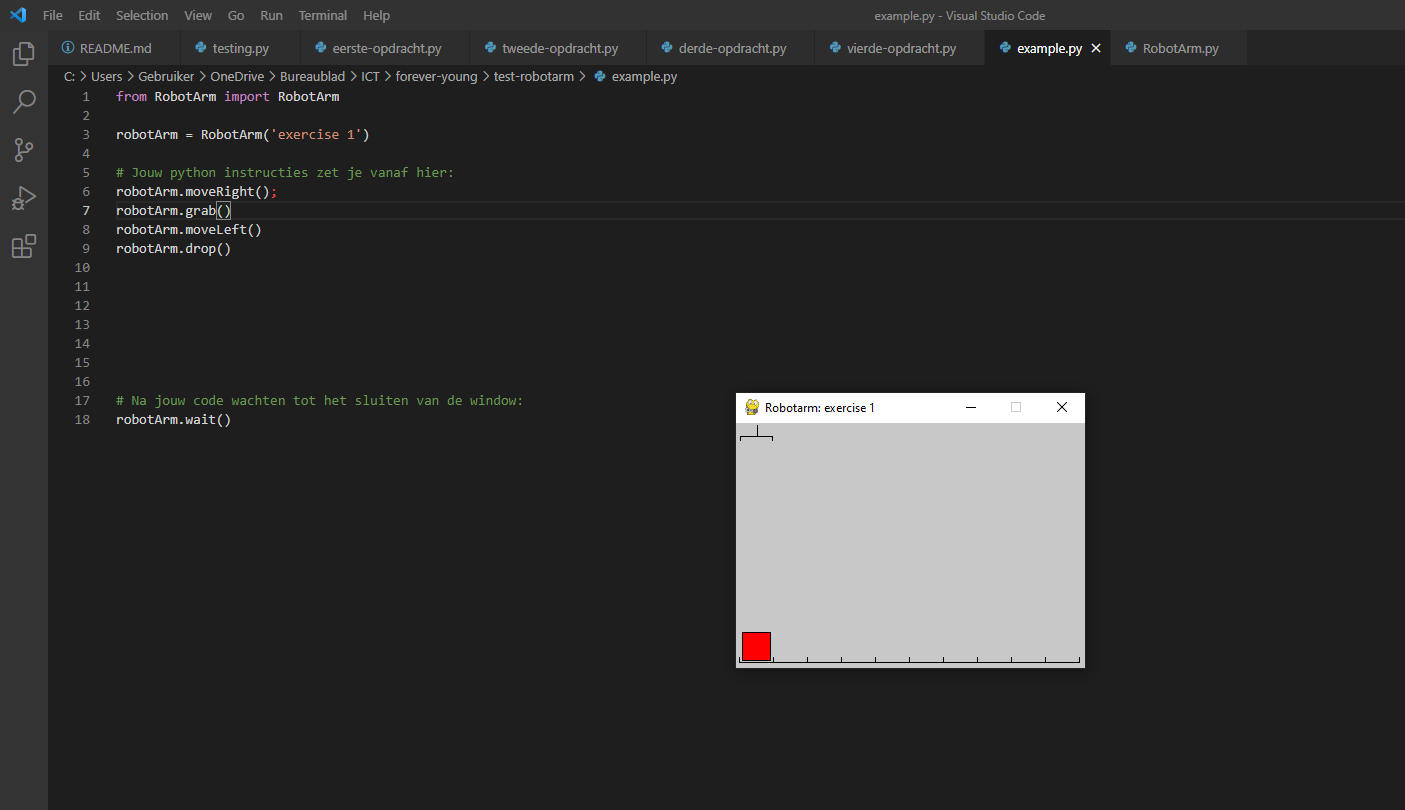 File Edit Selection View Go Run Terminal Help example.py - Visual Studio Code
README.md testing.py eerste-opdracht.py tweede-opdracht.py derde-opdracht.py vierde-opdracht.py example.py RobotArm.py
C: > Users > Gebruiker > OneDrive > Bureaublad > ICT > forever-young > test-robotarm > example.py
1 from RobotArm import RobotArm
2
3 robotArm = RobotArm('exercise 1')
4
5 # Jouw python instructies zet je vanaf hier:
6 robotArm.moveRight();
7 robotArm.grab()
8 robotArm.moveLeft()
9 robotArm.drop()
10
11
12
13
14
15
16
17 # Na jouw code wachten tot het sluiten van de window:
18 robotArm.wait()
Robotarm: exercise 1